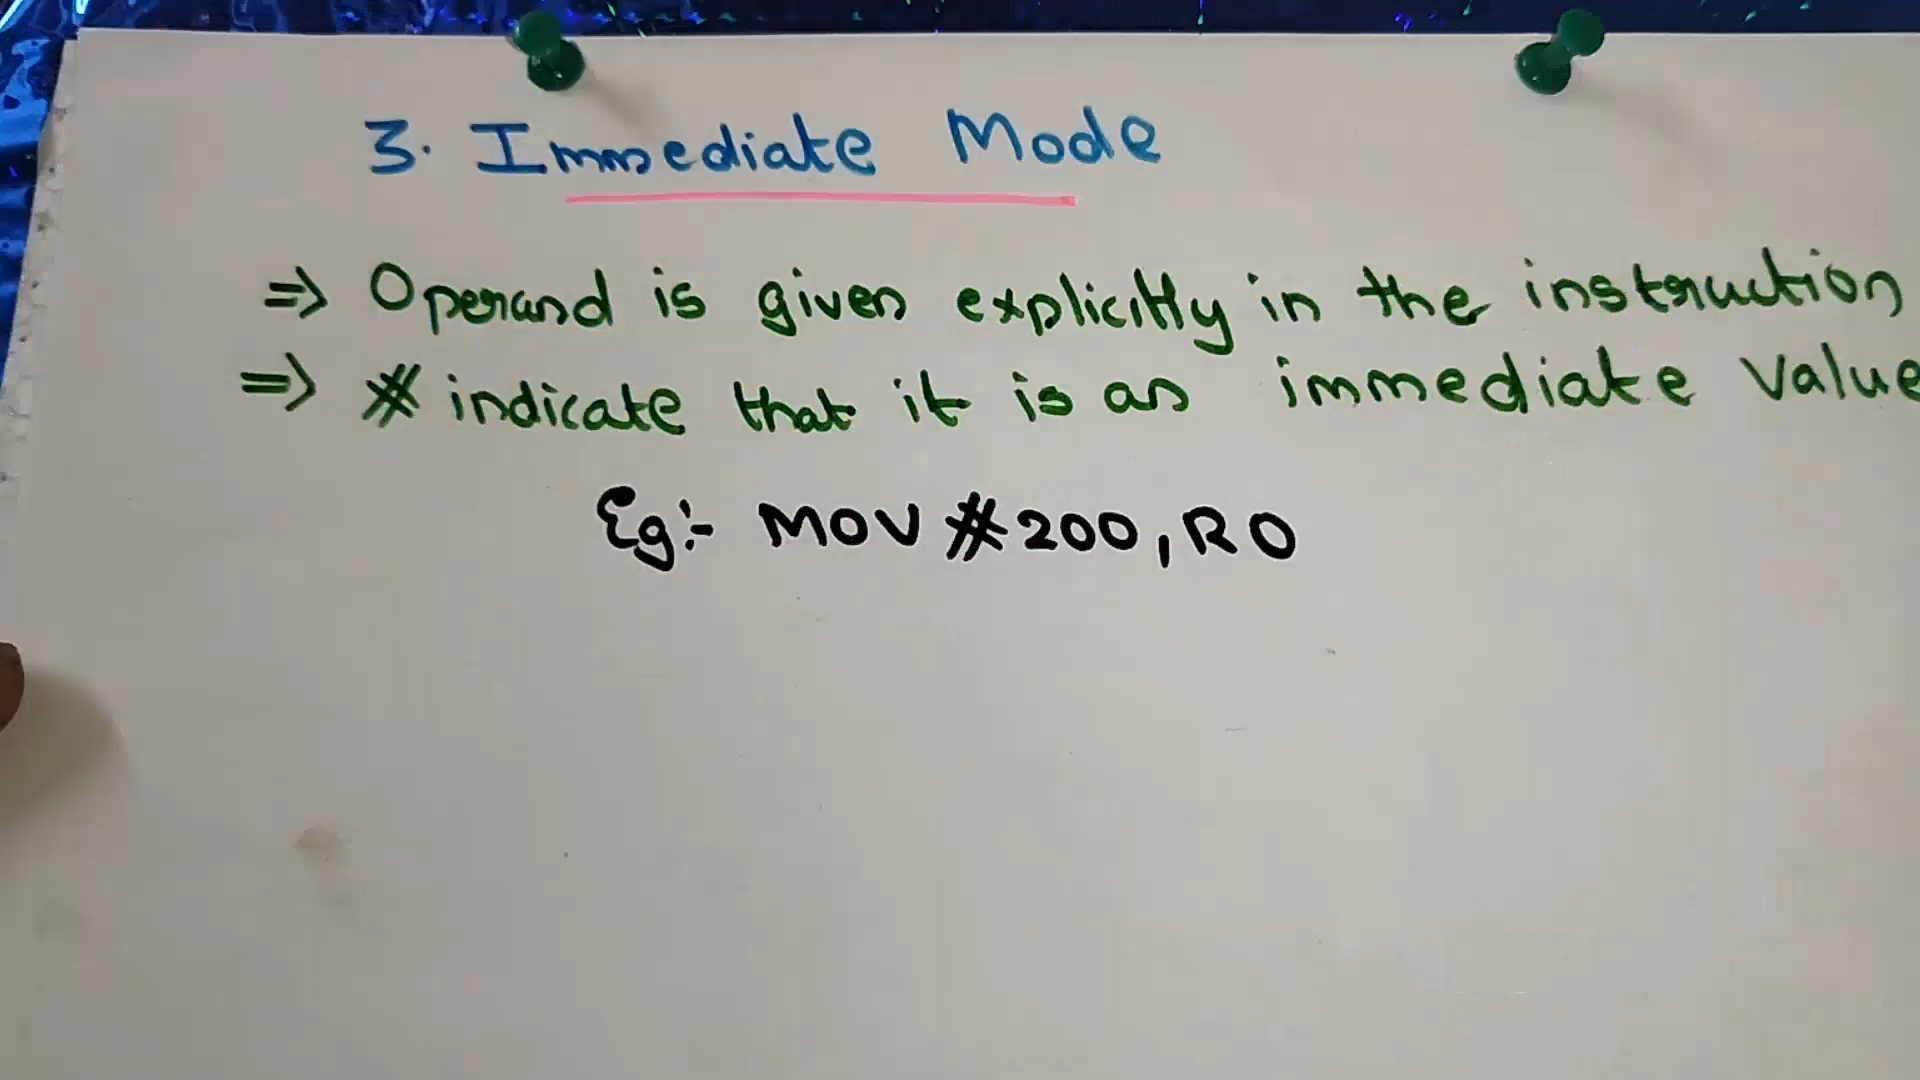 3. Immediate Mode
=> Operand is given explicitly in the instruction
=> # indicate that it is an immediate value
Eg:- MOV #200, R0